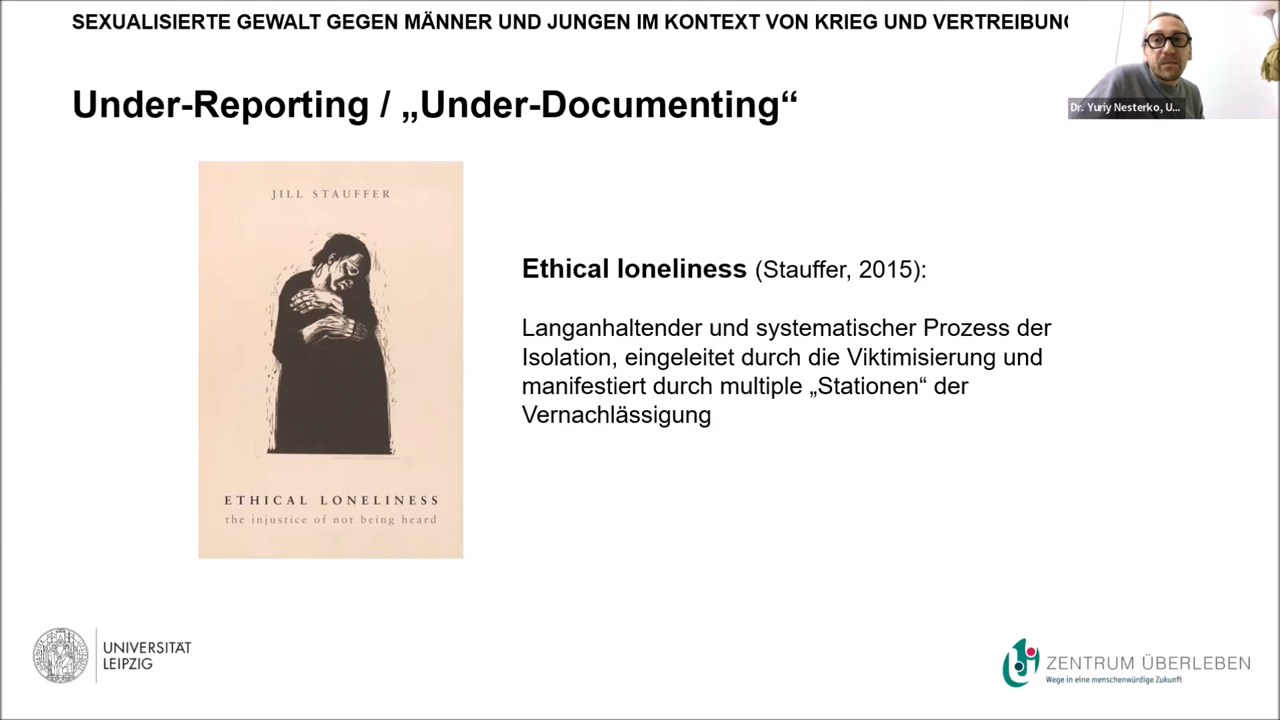 SEXUALISIERTE GEWALT GEGEN MÄNNER UND JUNGEN IM KONTEXT VON KRIEG UND VERTREIBUNG
Dr. Yuriy Nesterko, U...
Under-Reporting / „Under-Documenting“
JILL STAUFFER
ETHICAL LONELINESS
the injustice of not being heard
Ethical loneliness (Stauffer, 2015):
Langanhaltender und systematischer Prozess der
Isolation, eingeleitet durch die Viktimisierung und
manifestiert durch multiple „Stationen“ der
Vernachlässigung
UNIVERSITÄT
LEIPZIG
ZENTRUM ÜBERLEBEN
Wege in eine menschenwürdige Zukunft